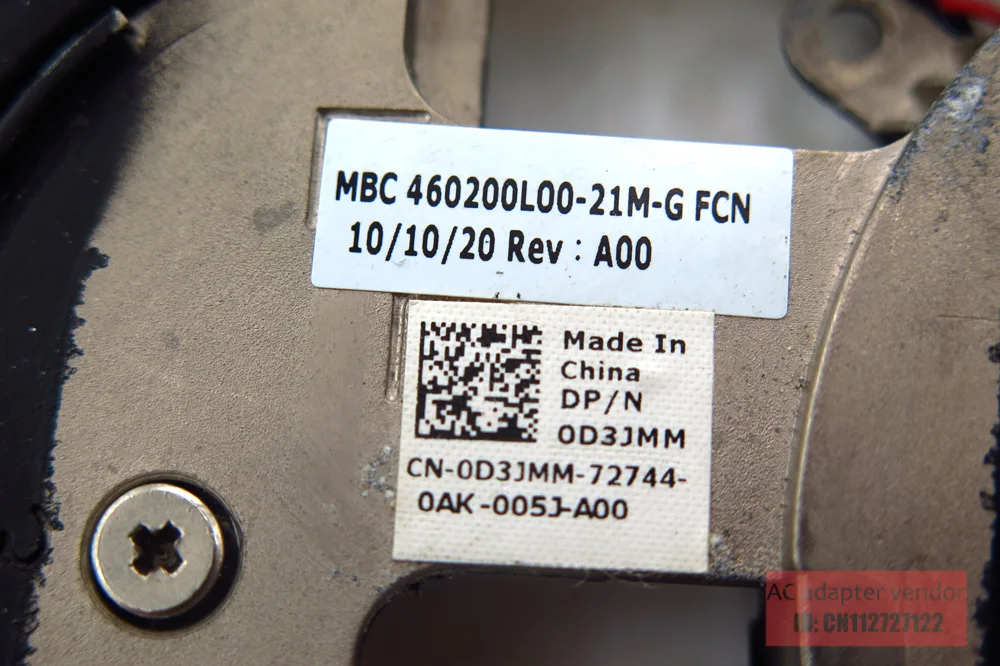 MBC 460200L00-21M-G FCN
10/10/20 Rev : A00
Made In
China
DP/N
0D3JMM
CN-0D3JMM-72744-
0AK-005J-A00
AC adapter vendor
ID: CN112727122